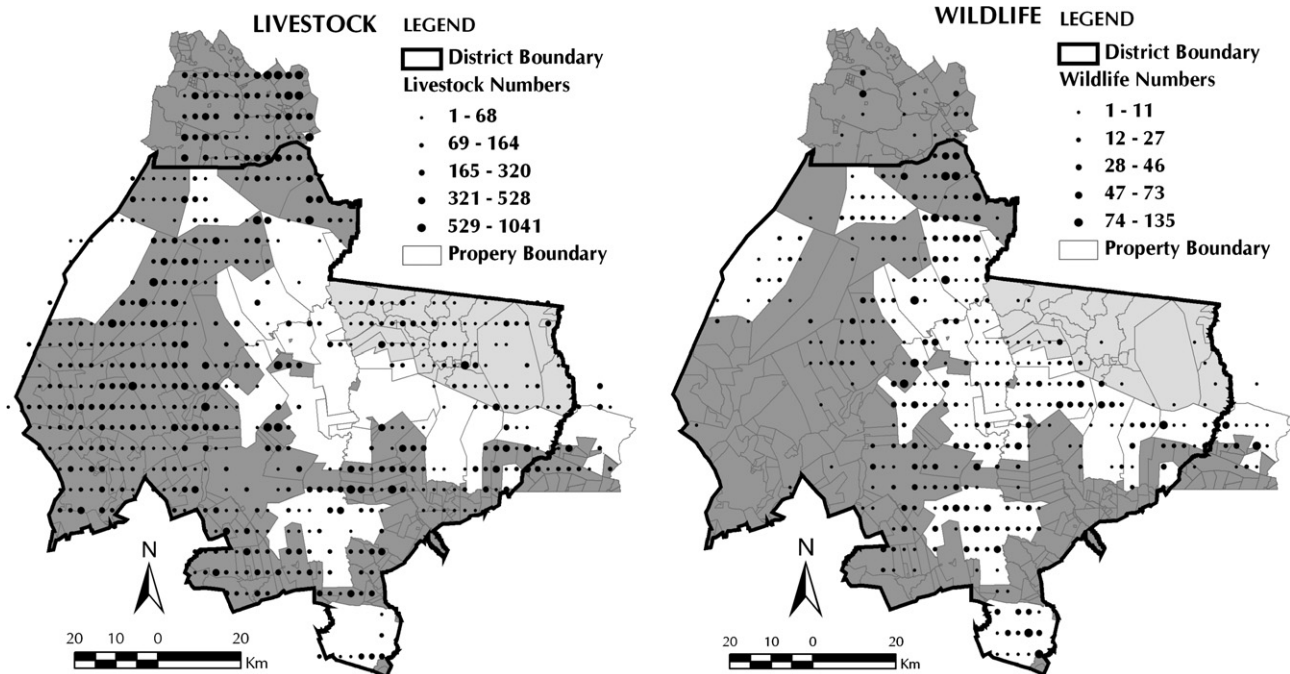 LIVESTOCK
LEGEND
District Boundary
Livestock Numbers
1 - 68
69 - 164
165 - 320
321 - 528
529 - 1041
Propery Boundary
N
20 10 0 20
Km
WILDLIFE
LEGEND
District Boundary
Wildlife Numbers
1 - 11
12 - 27
28 - 46
47 - 73
74 - 135
Property Boundary
N
20 10 0 20
Km